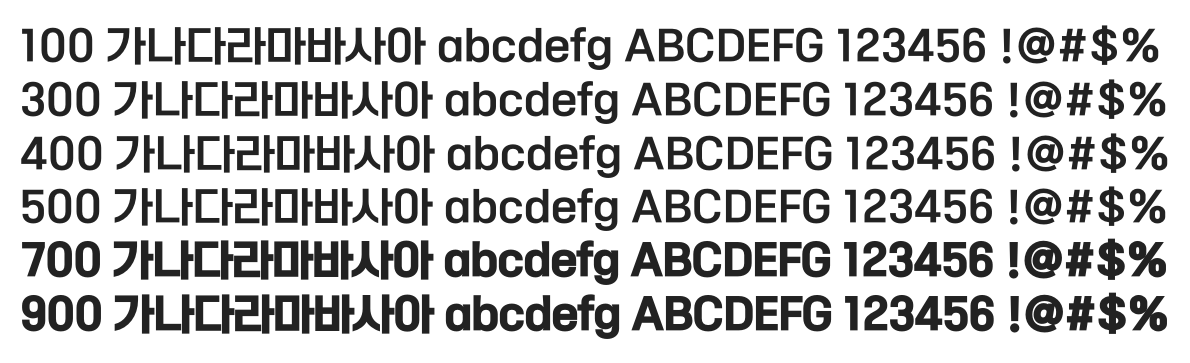 100 가나다라마바사아 abcdefg ABCDEFG 123456 !@#$%
300 가나다라마바사아 abcdefg ABCDEFG 123456 !@#$%
400 가나다라마바사아 abcdefg ABCDEFG 123456 !@#$%
500 가나다라마바사아 abcdefg ABCDEFG 123456 !@#$%
700 가나다라마바사아 abcdefg ABCDEFG 123456 !@#$%
900 가나다라마바사아 abcdefg ABCDEFG 123456 !@#$%